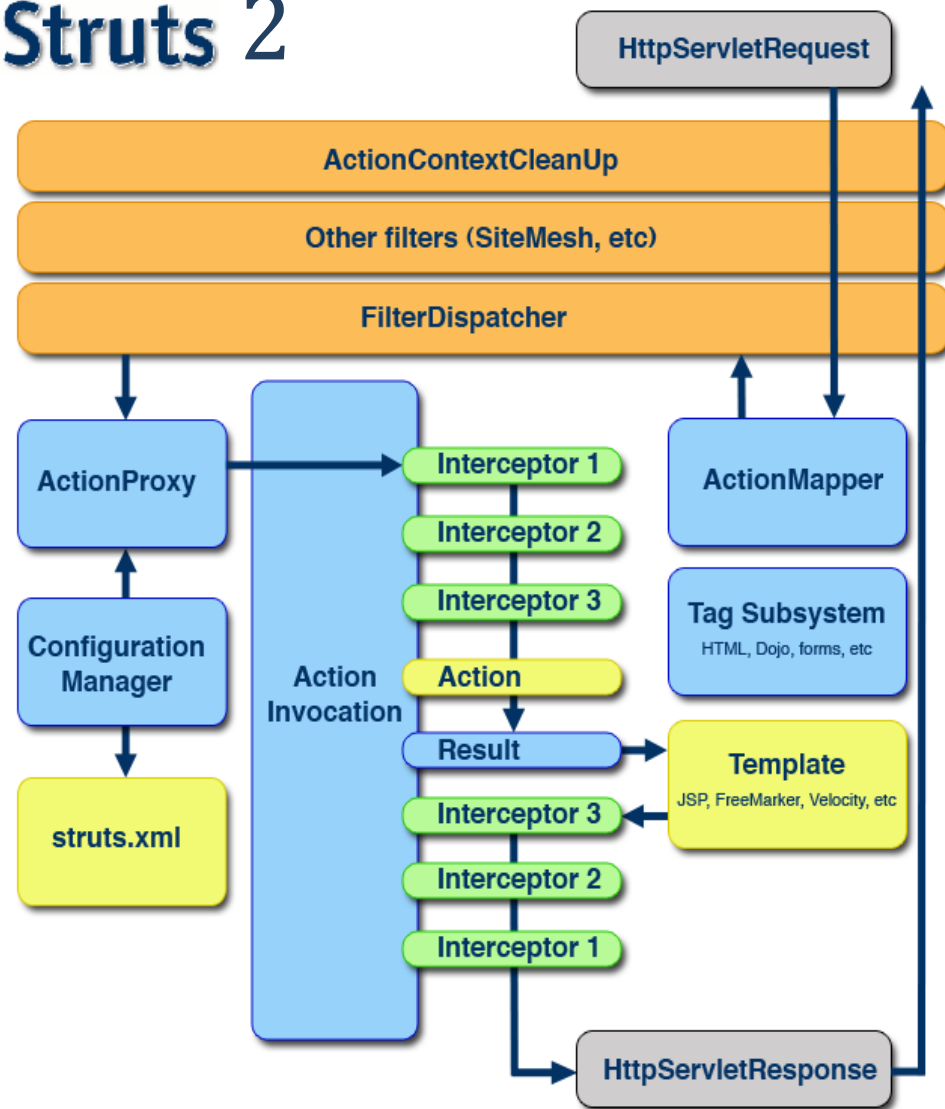 Struts 2
HttpServletRequest
ActionContextCleanUp
Other filters (SiteMesh, etc)
FilterDispatcher
ActionProxy
Interceptor 1
ActionMapper
Interceptor 2
Interceptor 3
Tag Subsystem
HTML, Dojo, forms, etc
Configuration
Manager
Action
Invocation
Action
Result
Template
JSP, FreeMarker, Velocity, etc
struts.xml
Interceptor 3
Interceptor 2
Interceptor 1
HttpServletResponse